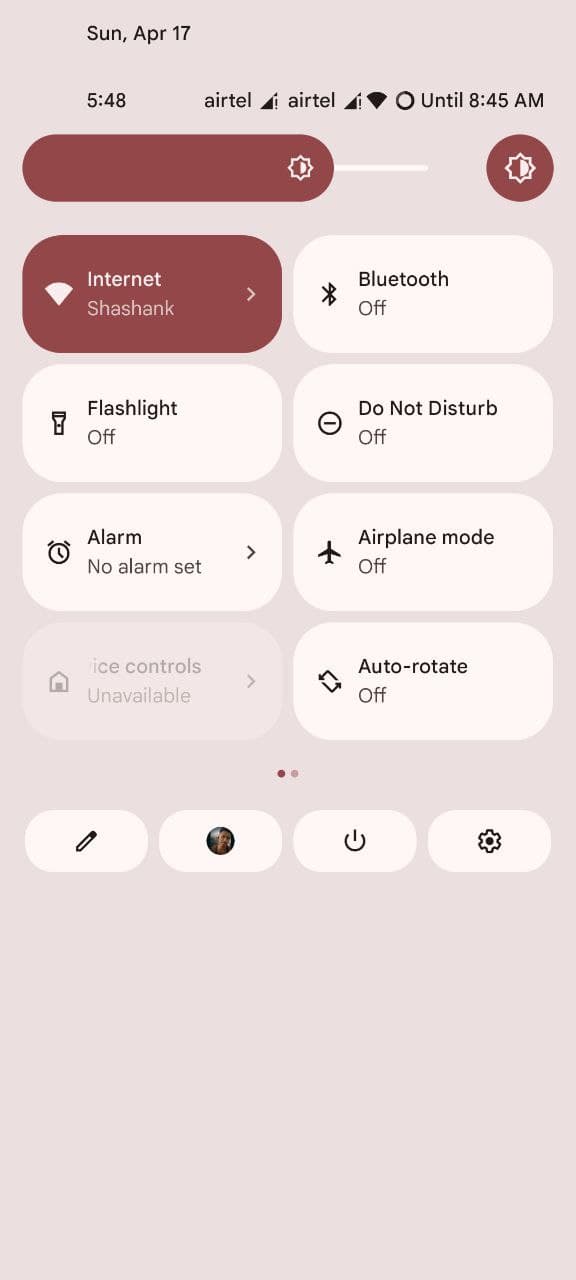 Sun, Apr 17
5:48 airtel airtel Until 8:45 AM
Internet
Shashank
Bluetooth
Off
Flashlight
Off
Do Not Disturb
Off
Alarm
No alarm set
Airplane mode
Off
ice controls
Unavailable
Auto-rotate
Off